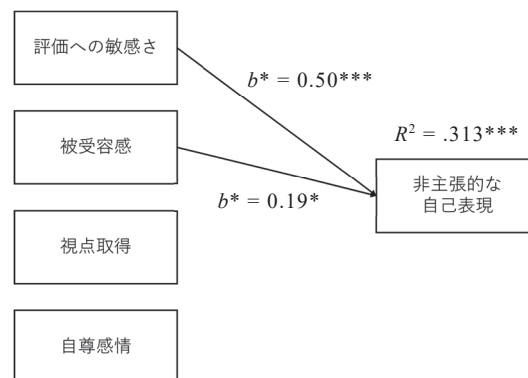 評価への敏感さ
b* = 0.50***
被受容感
R² = .313***
非主張的な
自己表現
b* = 0.19*
視点取得
自尊感情